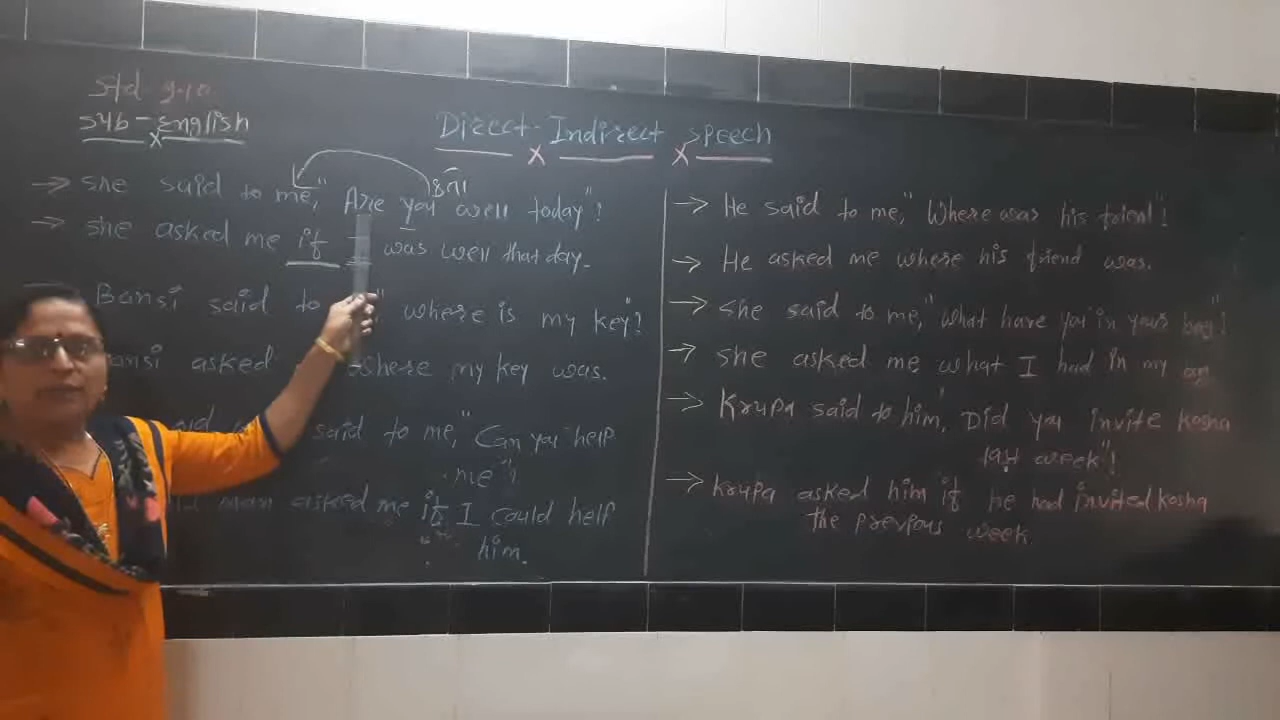 Std 9.10
Sub - English
Direct - Indirect speech
→ She said to me, " Are you well today"?
→ she asked me if I was well that day.
Bansi said to " where is my key"?
asked where my key was.
said to me, " Can you help
me"?
man asked me if I could help
him.
→ He said to me, " Where was his friend"?
→ He asked me where his friend was.
→ She said to me, "what have you in your bag"?
→ She asked me what I had in my
→ Krupa said to him, Did you invite Kosha
last week"?
→ Krupa asked him if he had invited Kosha
the previous week.